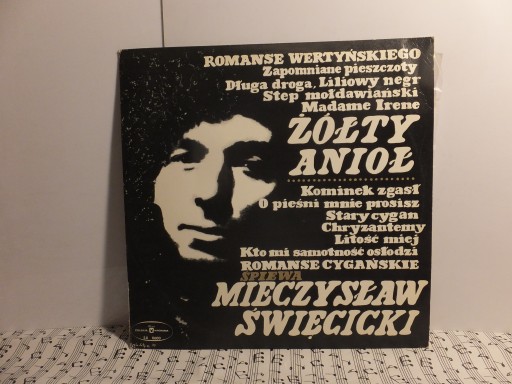 ROMANSE WERTYŃSKIEGO
Zapomniane pieszczoty
Długa droga, Liliowy negr
Step mołdawiański
Madame Irene
ŻÓŁTY
ANIOŁ
Kominek zgasł
O pieśni mnie prosisz
Stary cygan
Chryzantemy
Litość miej
Kto mi samotność osłodzi
ROMANSE CYGAŃSKIE
ŚPIEWA
MIECZYSŁAW
ŚWIĘCICKI